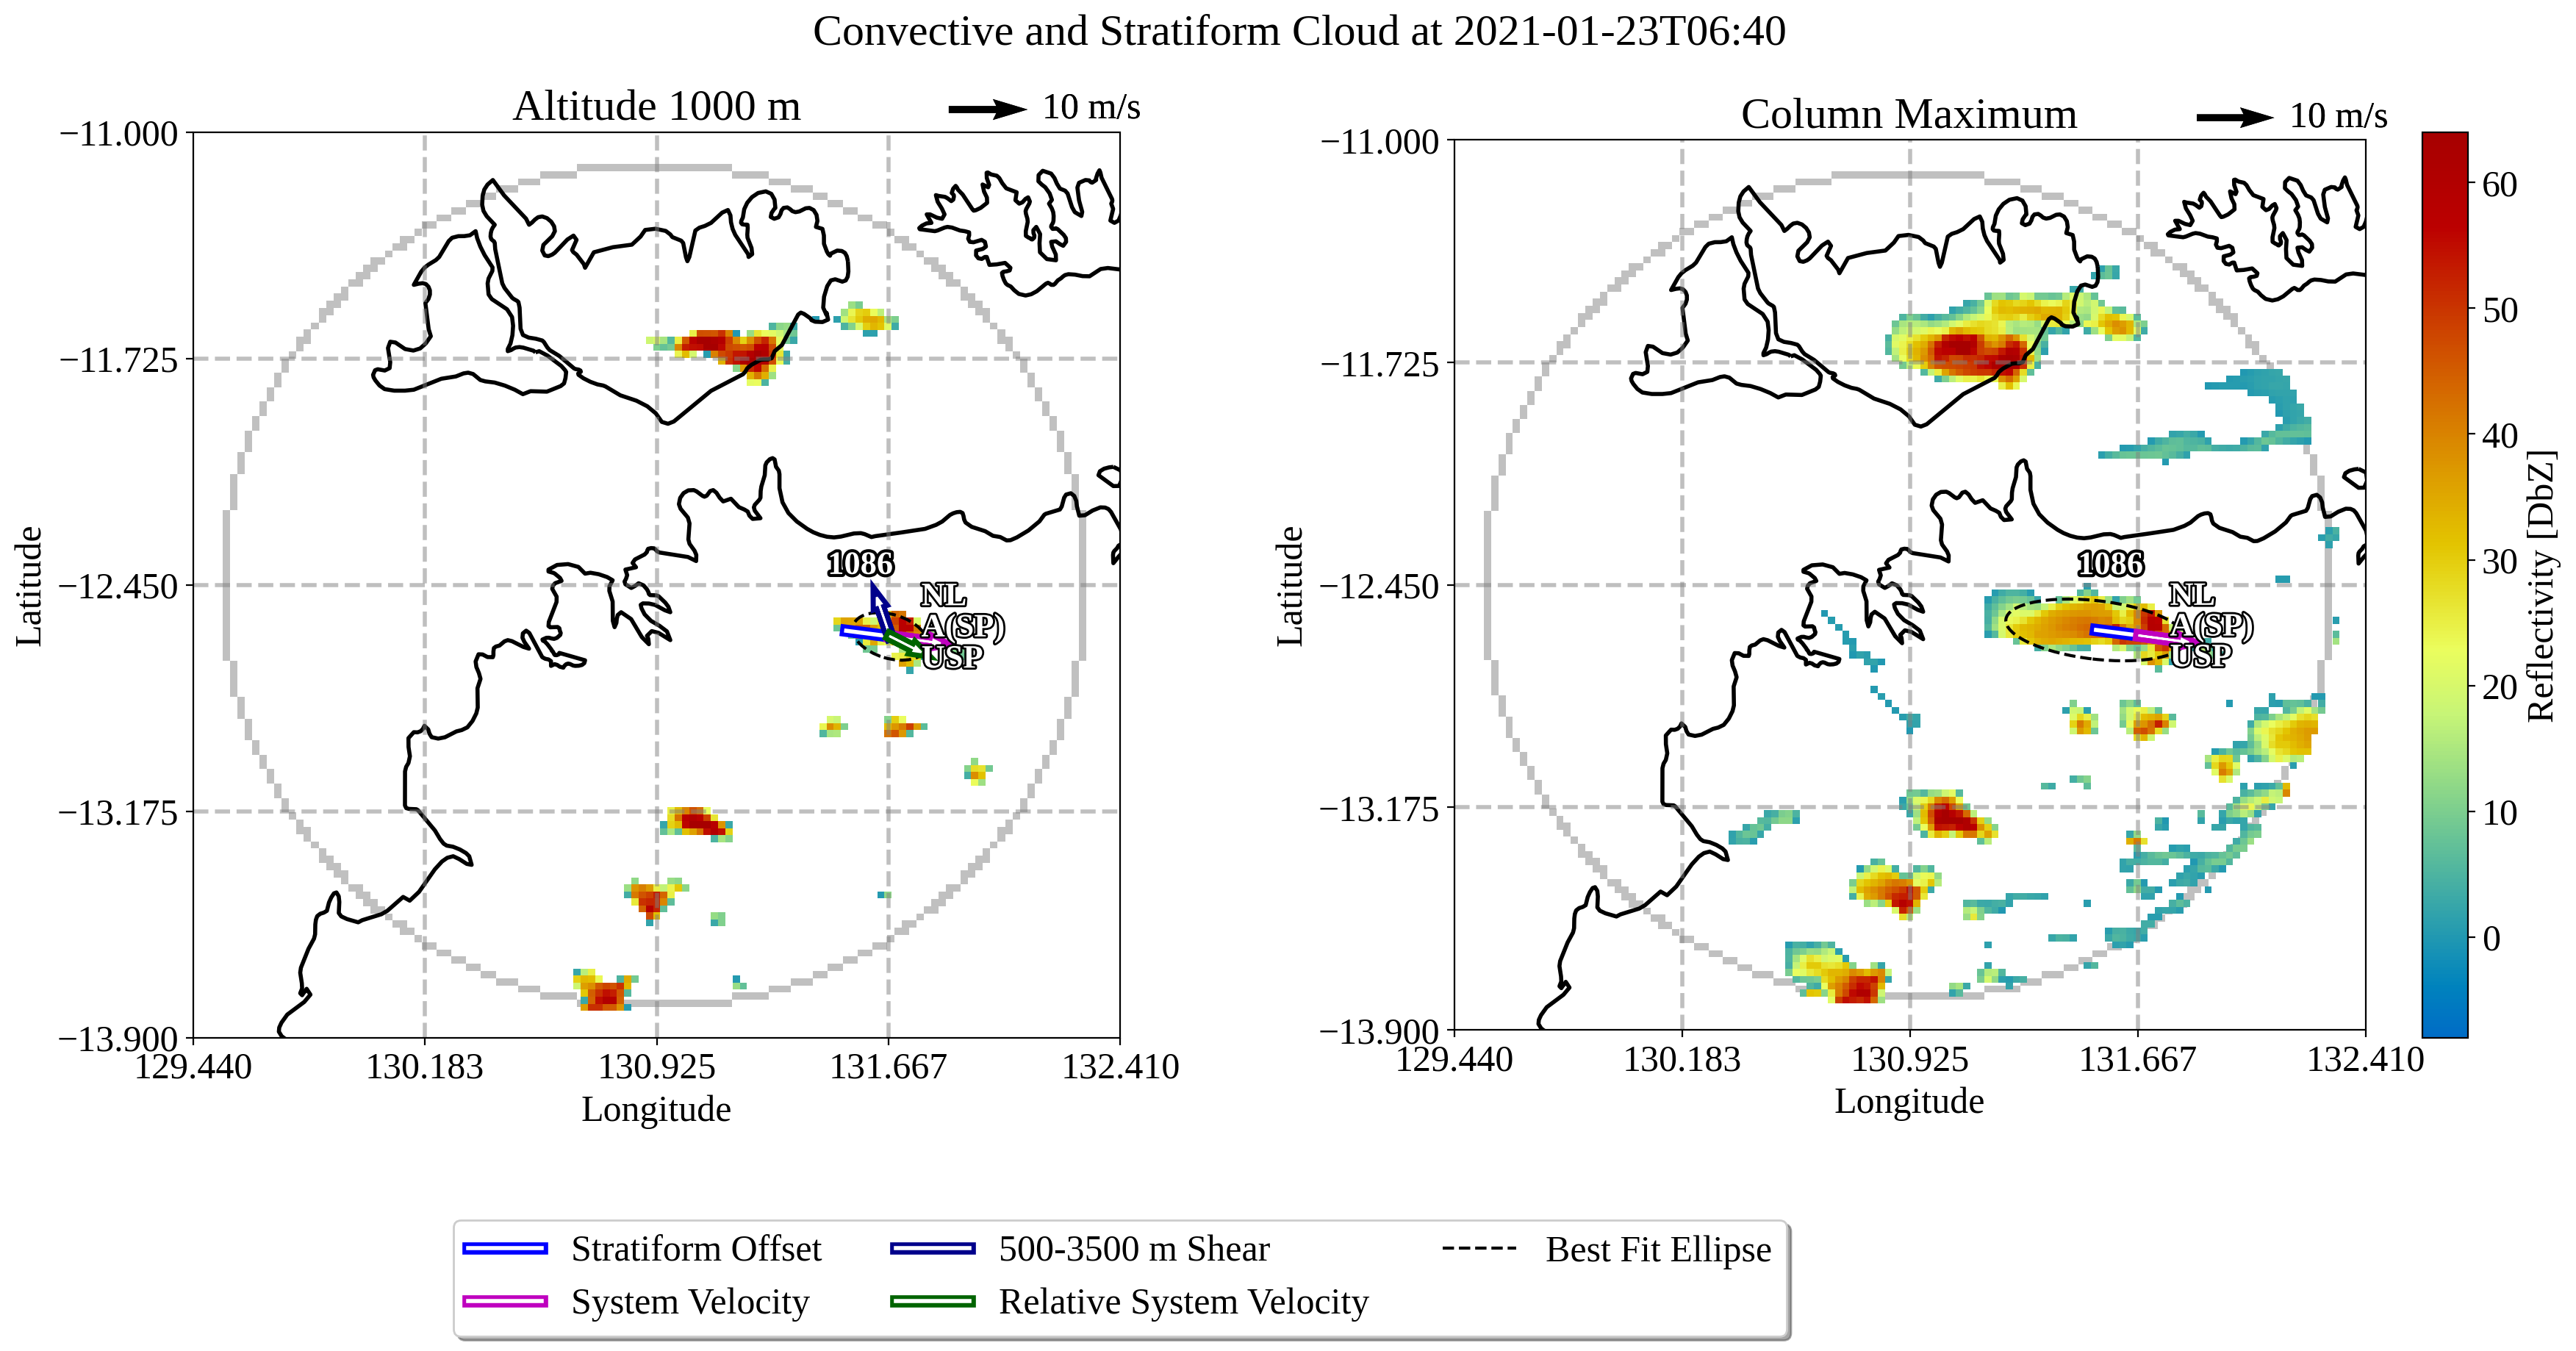 Convective and Stratiform Cloud at 2021-01-23T06:40
Altitude 1000 m
10 m/s
−11.000
−11.725
−12.450
−13.175
−13.900
Latitude
129.440
130.183
130.925
131.667
132.410
Longitude
1086
NL
A(SP)
USP
Column Maximum
10 m/s
−11.000
−11.725
−12.450
−13.175
−13.900
Latitude
129.440
130.183
130.925
131.667
132.410
Longitude
1086
NL
A(SP)
USP
60
50
40
30
20
10
0
Reflectivity [DbZ]
Stratiform Offset
System Velocity
500-3500 m Shear
Relative System Velocity
Best Fit Ellipse